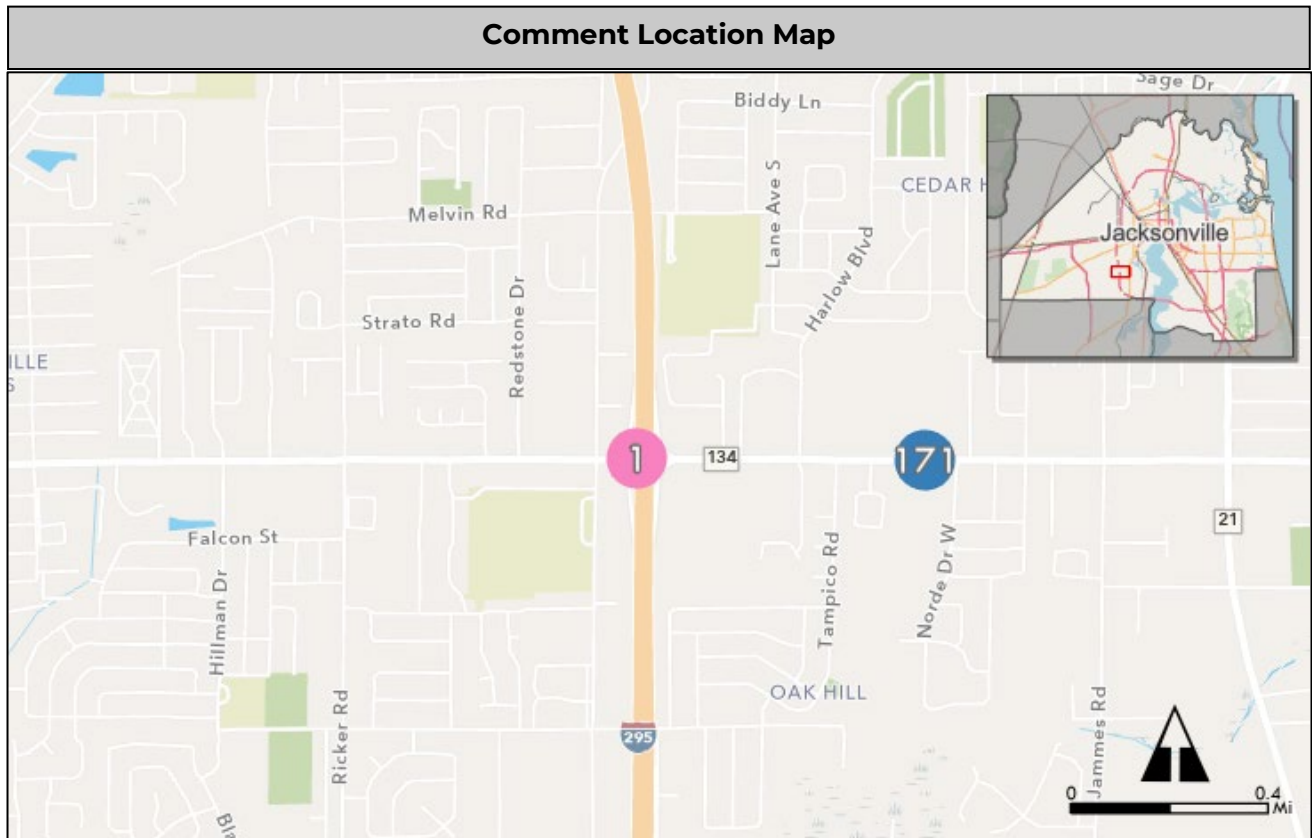 Comment Location Map
Sage Dr
Biddy Ln
Lane Ave S
CEDAR H
Melvin Rd
Harlow Blvd
Jacksonville
Strato Rd
Redstone Dr
ILLE
S
1
134
171
21
Falcon St
Hillman Dr
Tampico Rd
Norde Dr W
OAK HILL
Ricker Rd
295
Jammes Rd
0 0.4
Mi
Bla